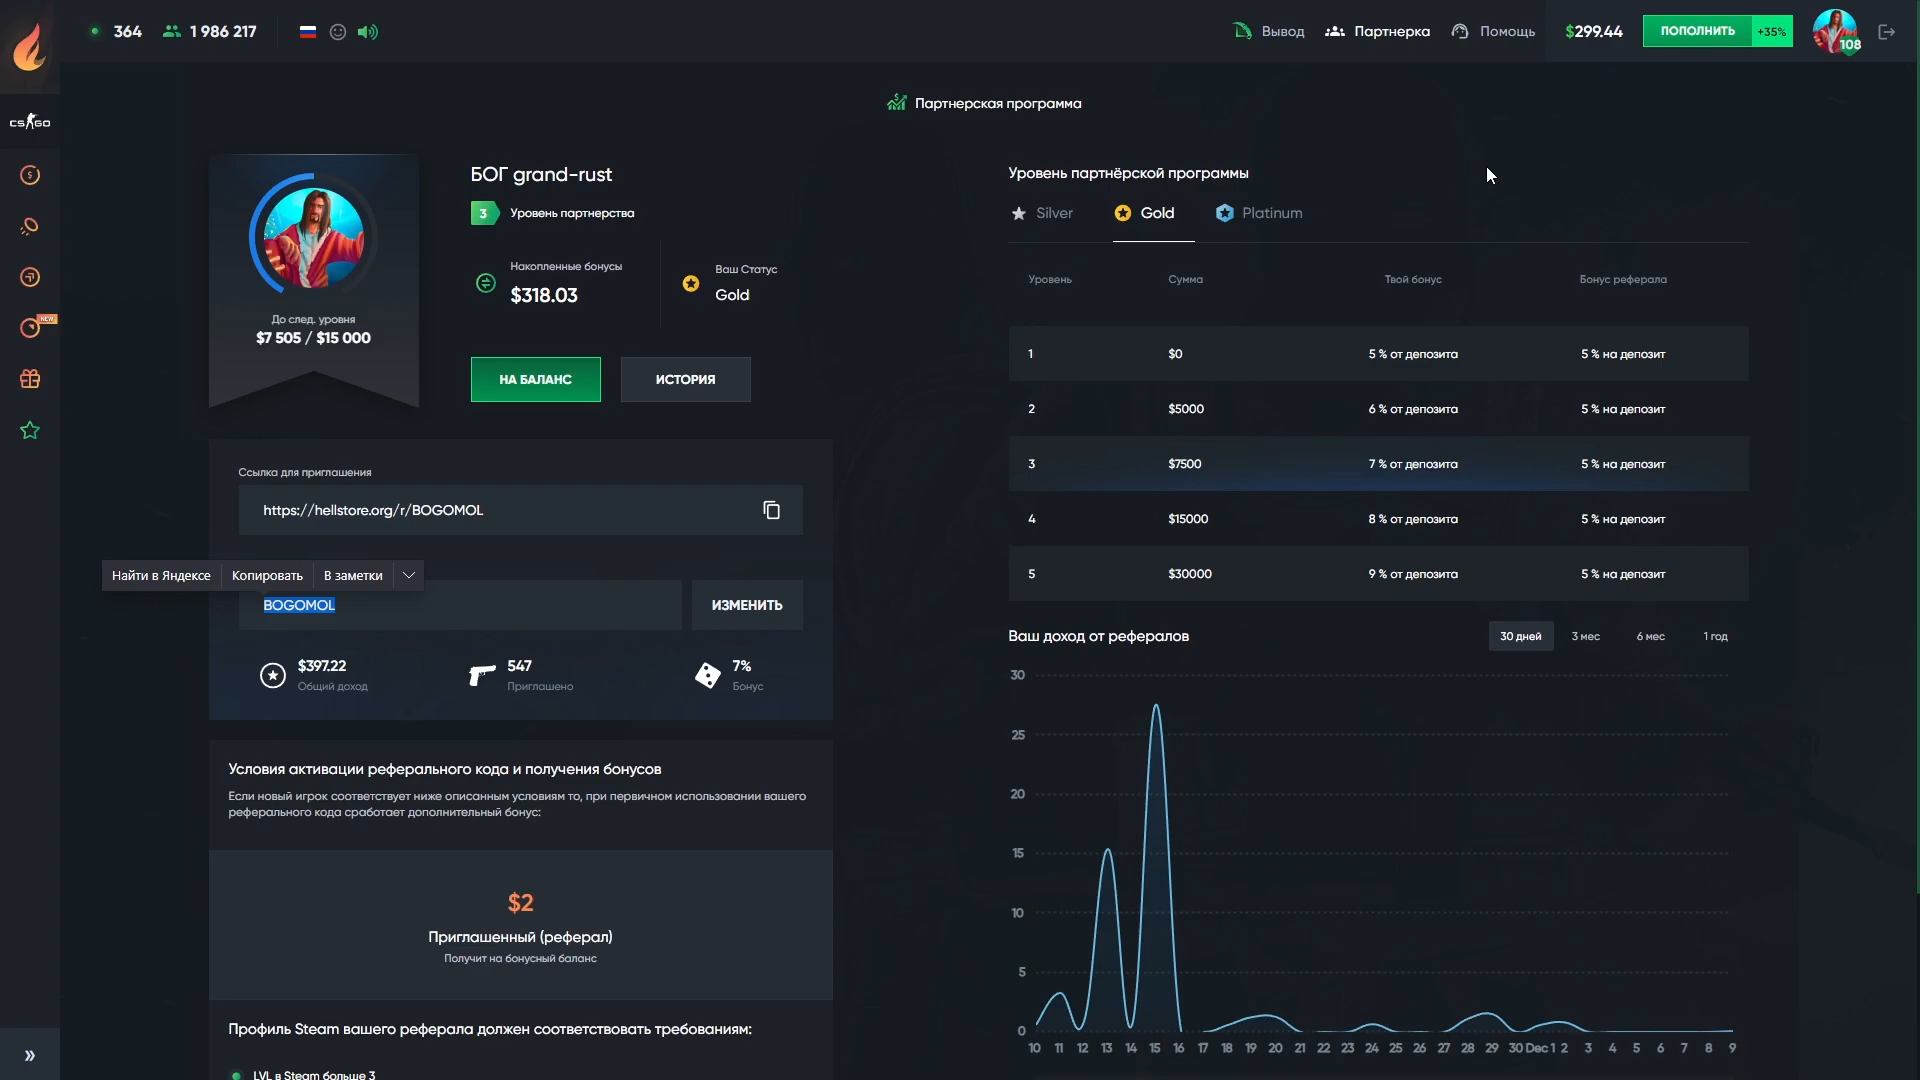 364
1 986 217
Вывод
Партнерка
Помощь
$299.44
ПОПОЛНИТЬ
+35%
108
CS GO
NEW
Партнерская программа
До след. уровня
$7 505 / $15 000
БОГ grand-rust
3
Уровень партнерства
Накопленные бонусы
$318.03
Ваш Статус
Gold
НА БАЛАНС
ИСТОРИЯ
Ссылка для приглашения
https://hellstore.org/r/BOGOMOL
Найти в Яндексе
Копировать
В заметки
BOGOMOL
ИЗМЕНИТЬ
$397.22
Общий доход
547
Приглашено
7%
Бонус
Условия активации реферального кода и получения бонусов
Если новый игрок соответствует ниже описанным условиям то, при первичном использовании вашего
реферального кода сработает дополнительный бонус:
$2
Приглашенный (реферал)
Получит на бонусный баланс
Профиль Steam вашего реферала должен соответствовать требованиям:
LVL в Steam больше 3
Уровень партнёрской программы
Silver
Gold
Platinum
Уровень Сумма Твой бонус Бонус реферала
1 $0 5 % от депозита 5 % на депозит
2 $5000 6 % от депозита 5 % на депозит
3 $7500 7 % от депозита 5 % на депозит
4 $15000 8 % от депозита 5 % на депозит
5 $30000 9 % от депозита 5 % на депозит
Ваш доход от рефералов
30 дней
3 мес
6 мес
1 год
30
25
20
15
10
5
0
10 11 12 13 14 15 16 17 18 19 20 21 22 23 24 25 26 27 28 29 30 Dec 1 2 3 4 5 6 7 8 9